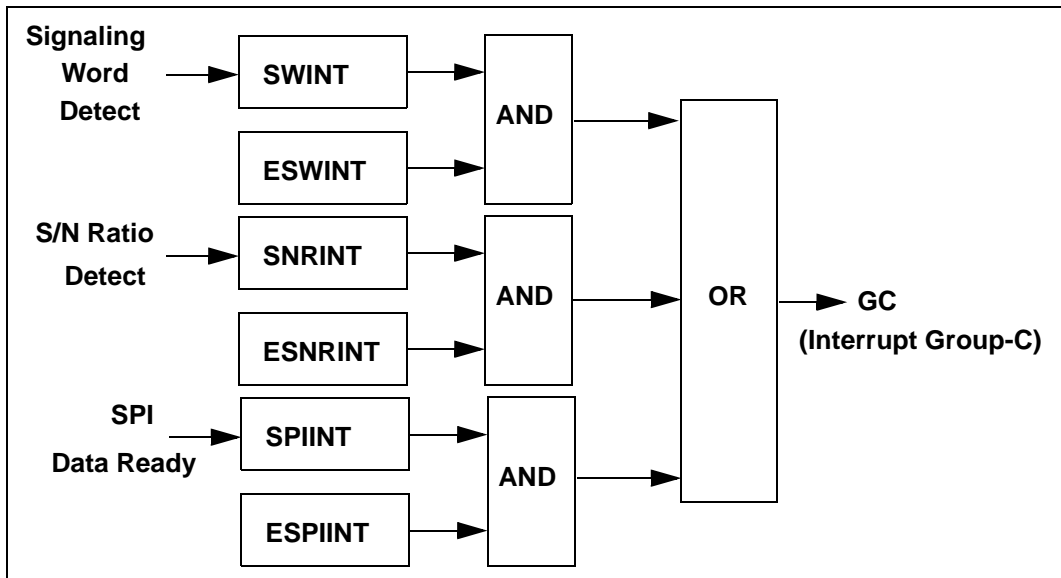 Signaling
Word
Detect
SWINT
AND
ESWINT
S/N Ratio
Detect
SNRINT
AND
ESNRINT
OR
GC
(Interrupt Group-C)
SPI
Data Ready
SPIINT
AND
ESPIINT